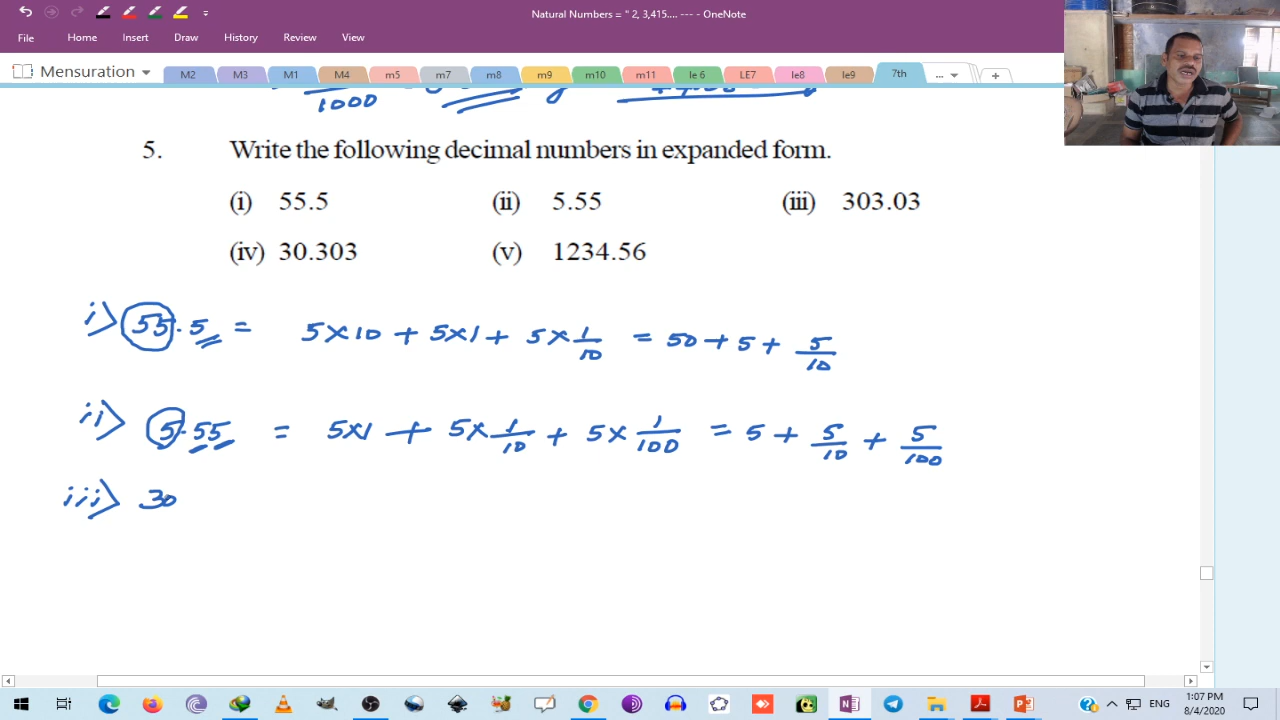 Natural Numbers = " 2, 3,415.... --- - OneNote
File Home Insert Draw History Review View
Mensuration M2 M3 M1 M4 m5 m7 m8 m9 m10 m11 le 6 LE7 le8 le9 7th ... +
1000
5. Write the following decimal numbers in expanded form.
(i) 55.5 (ii) 5.55 (iii) 303.03
(iv) 30.303 (v) 1234.56
i) 55.5 = 5×10 + 5×1 + 5×1/10 = 50 + 5 + 5/10
ii) 5.55 = 5×1 + 5×1/10 + 5×1/100 = 5 + 5/10 + 5/100
iii) 30
ENG 1:07 PM
8/4/2020